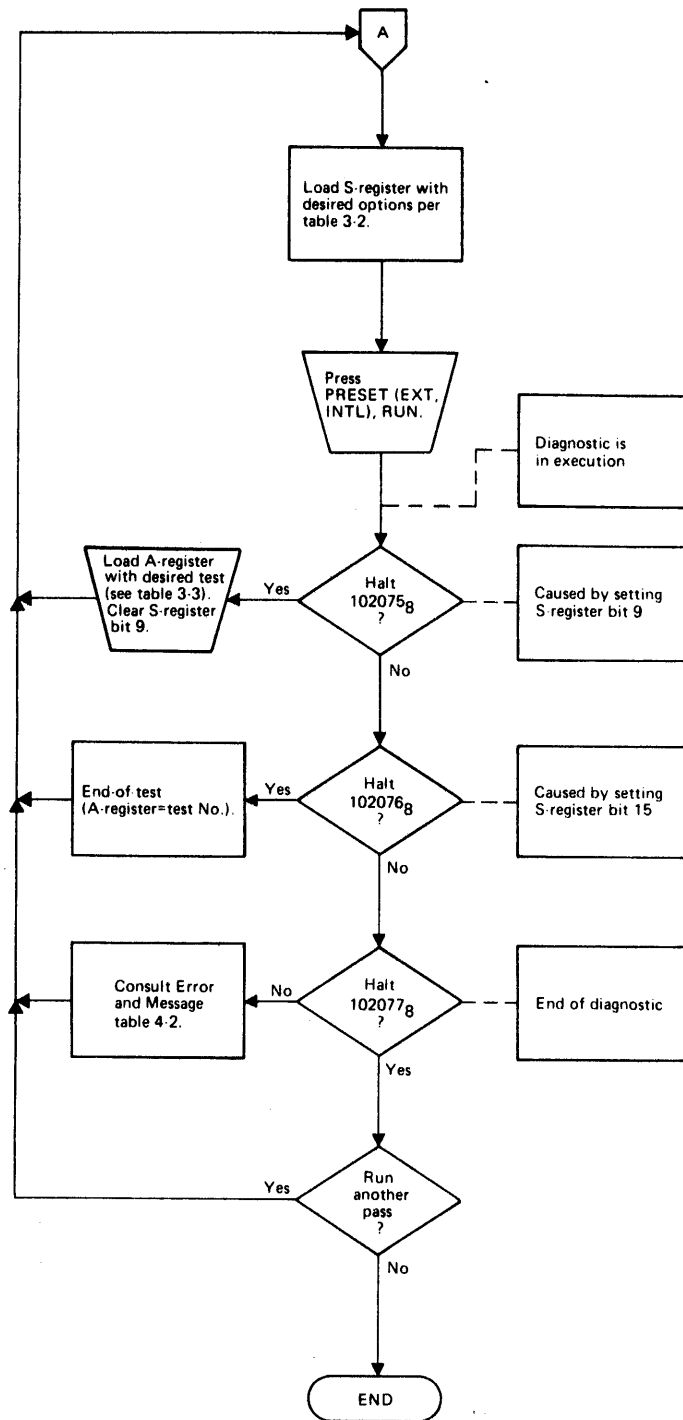 A
Load S-register with
desired options per
table 3-2.
Press
PRESET (EXT,
INTL), RUN.
Diagnostic is
in execution
Load A-register
with desired test
(see table 3-3).
Clear S-register
bit 9.
Yes
Halt
102075₈
?
Caused by setting
S-register bit 9
No
End-of-test
(A-register=test No.).
Yes
Halt
102076₈
?
Caused by setting
S-register bit 15
No
Consult Error
and Message
table 4-2.
No
Halt
102077₈
?
End of diagnostic
Yes
Yes
Run
another
pass
?
No
END